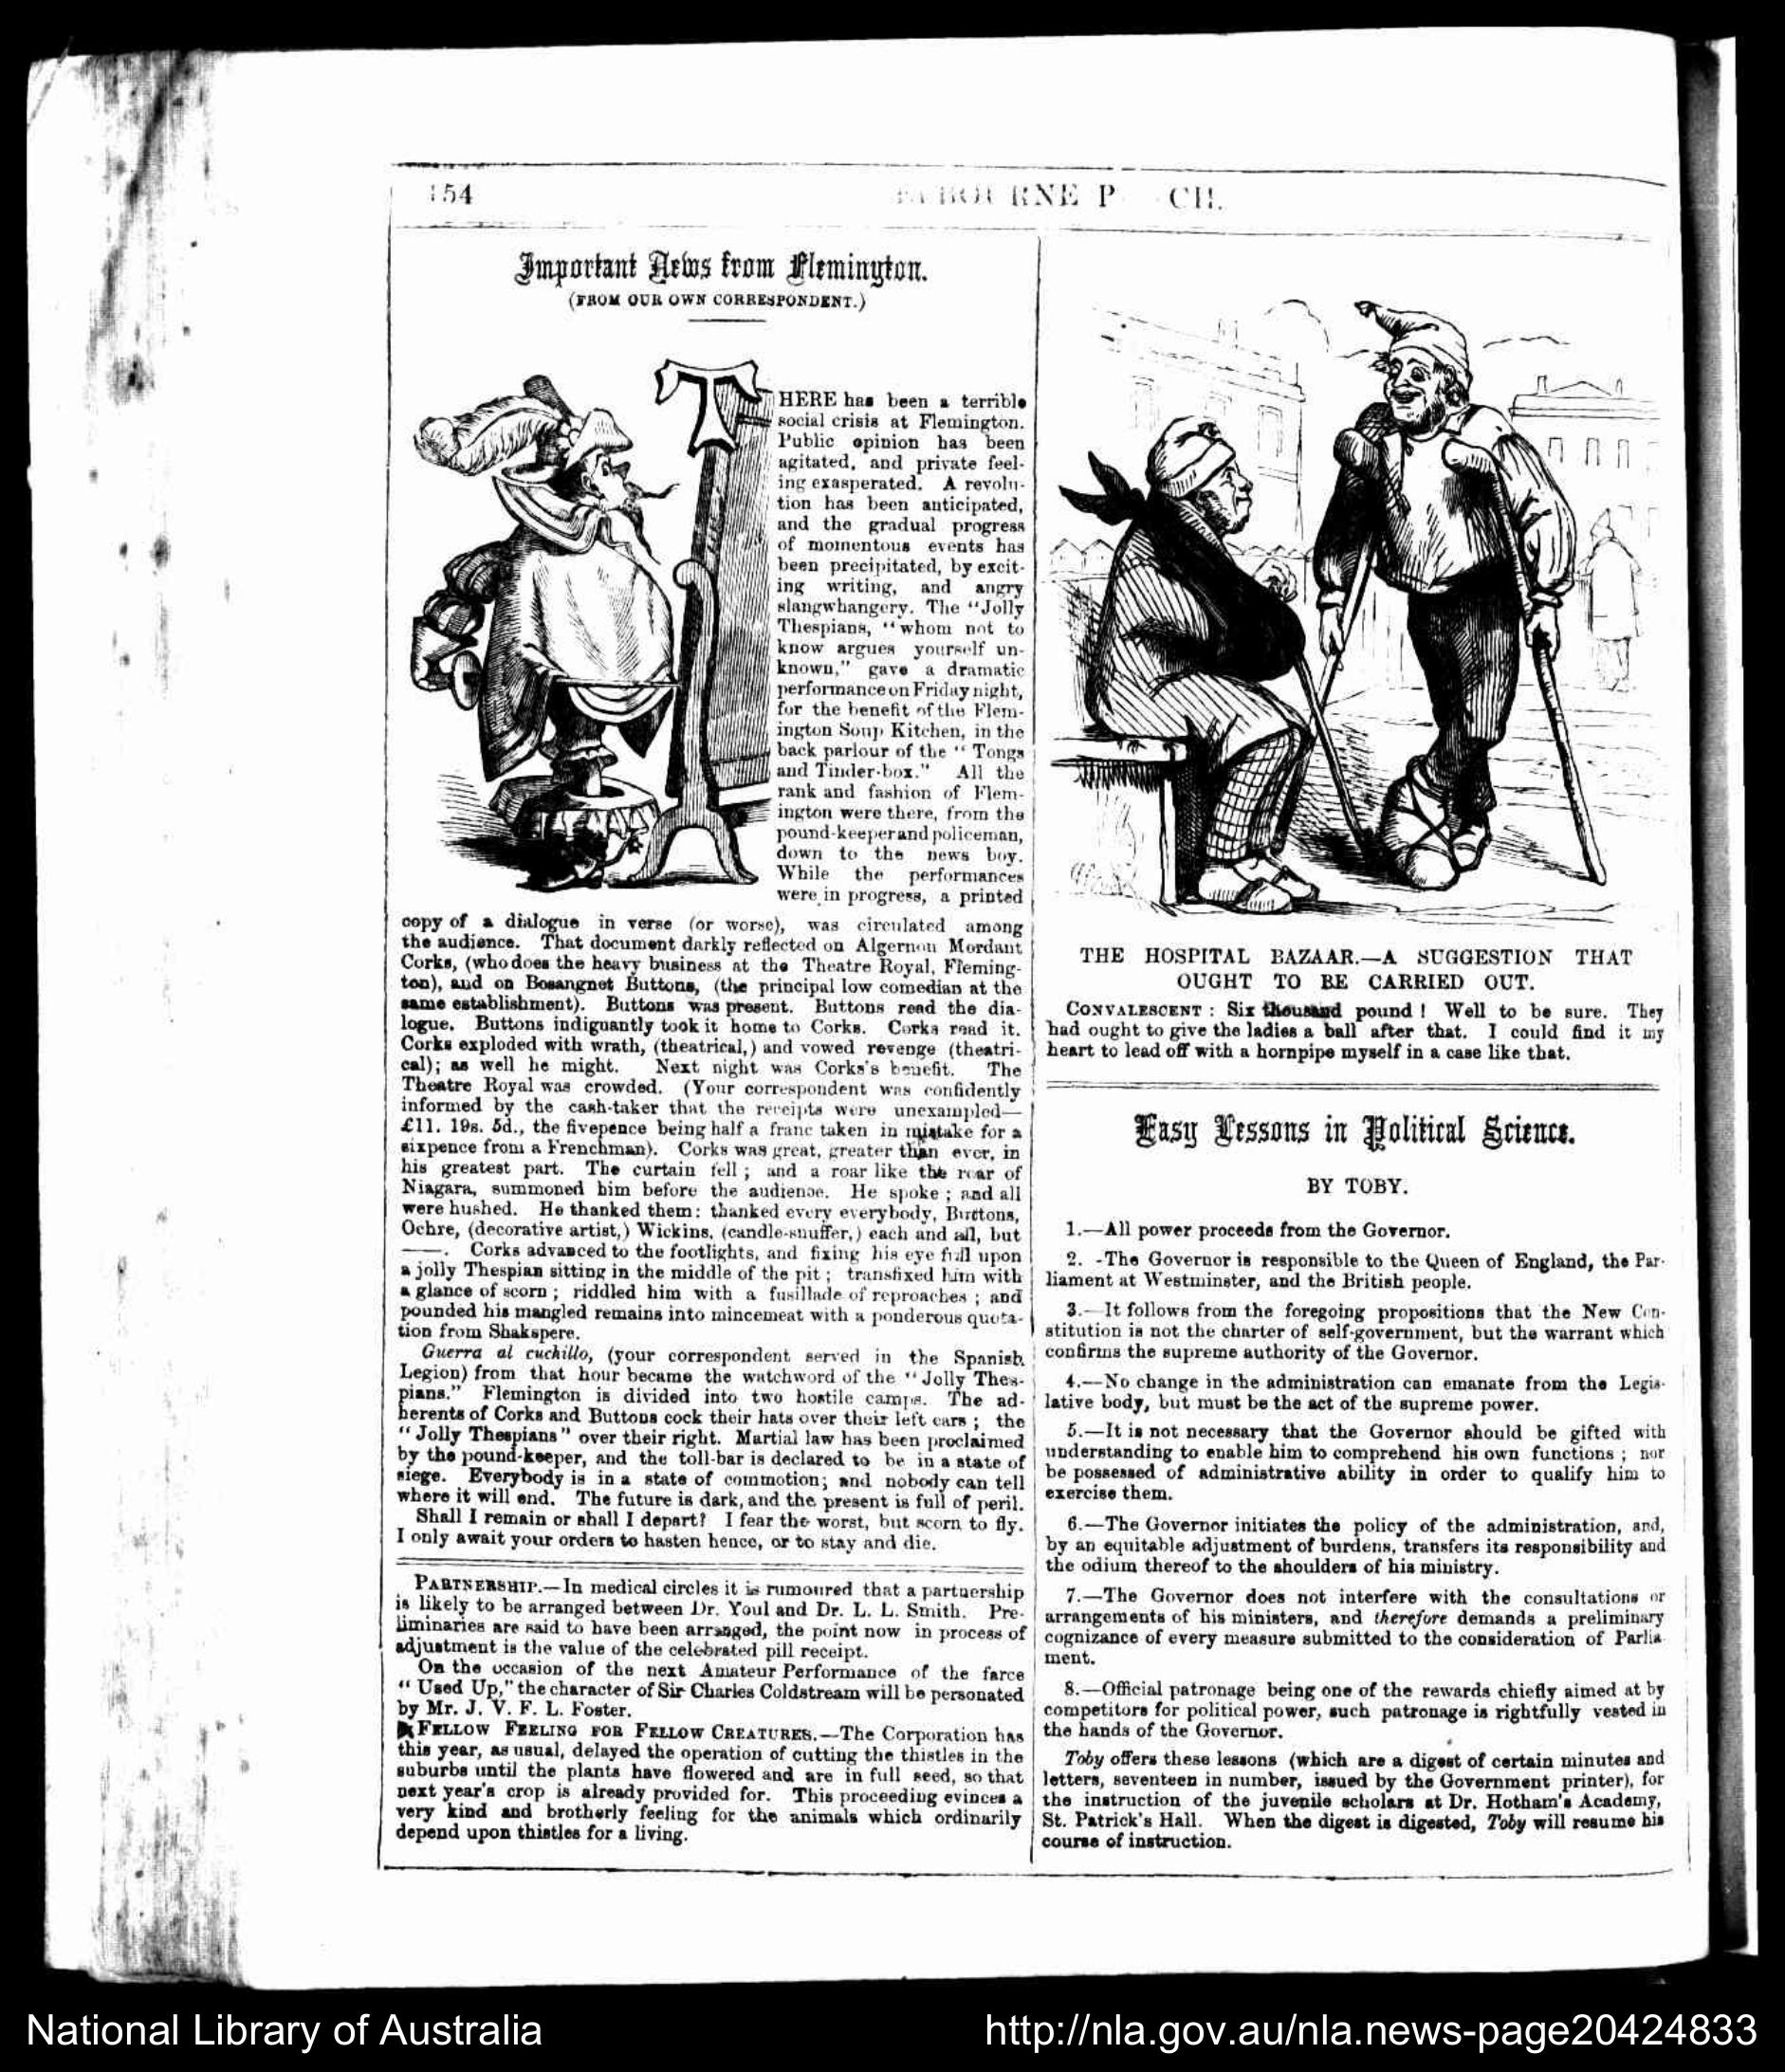 154
Important News from Flemington.
(FROM OUR OWN CORRESPONDENT.)
THERE has been a terrible
social crisis at Flemington.
Public opinion has been
agitated, and private feel-
ing exasperated. A revolu-
tion has been anticipated,
and the gradual progress
of momentous events has
been precipitated, by excit-
ing writing, and angry
slangwhangery. The "Jolly
Thespians, "whom not to
know argues yourself un-
known," gave a dramatic
performance on Friday night,
for the benefit of the Flem-
ington Soup Kitchen, in the
back parlour of the "Tongs
and Tinder-box." All the
rank and fashion of Flem-
ington were there, from the
pound-keeper and policeman,
down to the news boy.
While the performances
were in progress, a printed
copy of a dialogue in verse (or worse), was circulated among
the audience. That document darkly reflected on Algernon Mordant
Corks, (who does the heavy business at the Theatre Royal, Fleming-
ton), and on Bosangnet Buttons, (the principal low comedian at the
same establishment). Buttons was present. Buttons read the dia-
logue. Buttons indignantly took it home to Corks. Corks read it.
Corks exploded with wrath, (theatrical,) and vowed revenge (theatri-
cal); as well he might. Next night was Corks's benefit. The
Theatre Royal was crowded. (Your correspondent was confidently
informed by the cash-taker that the receipts were unexampled—
£11. 19s. 5d., the fivepence being half a franc taken in mistake for a
sixpence from a Frenchman). Corks was great, greater than ever, in
his greatest part. The curtain fell; and a roar like the roar of
Niagara, summoned him before the audience. He spoke; and all
were hushed. He thanked them: thanked every everybody, Buttons,
Ochre, (decorative artist,) Wickins, (candle-snuffer,) each and all, but
——. Corks advanced to the footlights, and fixing his eye full upon
a jolly Thespian sitting in the middle of the pit; transfixed him with
a glance of scorn; riddled him with a fusillade of reproaches; and
pounded his mangled remains into mincemeat with a ponderous quota-
tion from Shakspere.
Guerra al cuchillo, (your correspondent served in the Spanish
Legion) from that hour became the watchword of the "Jolly Thes-
pians." Flemington is divided into two hostile camps. The ad-
herents of Corks and Buttons cock their hats over their left ears; the
"Jolly Thespians" over their right. Martial law has been proclaimed
by the pound-keeper, and the toll-bar is declared to be in a state of
siege. Everybody is in a state of commotion; and nobody can tell
where it will end. The future is dark, and the present is full of peril.
Shall I remain or shall I depart? I fear the worst, but scorn to fly.
I only await your orders to hasten hence, or to stay and die.
PARTNERSHIP.—In medical circles it is rumoured that a partnership
is likely to be arranged between Dr. Youl and Dr. L. L. Smith. Pre-
liminaries are said to have been arranged, the point now in process of
adjustment is the value of the celebrated pill receipt.
On the occasion of the next Amateur Performance of the farce
"Used Up," the character of Sir Charles Coldstream will be personated
by Mr. J. V. F. L. Foster.
FELLOW FEELING FOR FELLOW CREATURES.—The Corporation has
this year, as usual, delayed the operation of cutting the thistles in the
suburbs until the plants have flowered and are in full seed, so that
next year's crop is already provided for. This proceeding evinces a
very kind and brotherly feeling for the animals which ordinarily
depend upon thistles for a living.
THE HOSPITAL BAZAAR.—A SUGGESTION THAT
OUGHT TO BE CARRIED OUT.
CONVALESCENT: Six thousand pound! Well to be sure. They
had ought to give the ladies a ball after that. I could find it my
heart to lead off with a hornpipe myself in a case like that.
Easy Lessons in Political Science.
BY TOBY.
1.—All power proceeds from the Governor.
2.-The Governor is responsible to the Queen of England, the Par-
liament at Westminster, and the British people.
3.—It follows from the foregoing propositions that the New Con-
stitution is not the charter of self-government, but the warrant which
confirms the supreme authority of the Governor.
4.—No change in the administration can emanate from the Legis-
lative body, but must be the act of the supreme power.
5.—It is not necessary that the Governor should be gifted with
understanding to enable him to comprehend his own functions; nor
be possessed of administrative ability in order to qualify him to
exercise them.
6.—The Governor initiates the policy of the administration, and,
by an equitable adjustment of burdens, transfers its responsibility and
the odium thereof to the shoulders of his ministry.
7.—The Governor does not interfere with the consultations or
arrangements of his ministers, and therefore demands a preliminary
cognizance of every measure submitted to the consideration of Parlia-
ment.
8.—Official patronage being one of the rewards chiefly aimed at by
competitors for political power, such patronage is rightfully vested in
the hands of the Governor.
Toby offers these lessons (which are a digest of certain minutes and
letters, seventeen in number, issued by the Government printer), for
the instruction of the juvenile scholars at Dr. Hotham's Academy,
St. Patrick's Hall. When the digest is digested, Toby will resume his
course of instruction.
National Library of Australia
http://nla.gov.au/nla.news-page20424833